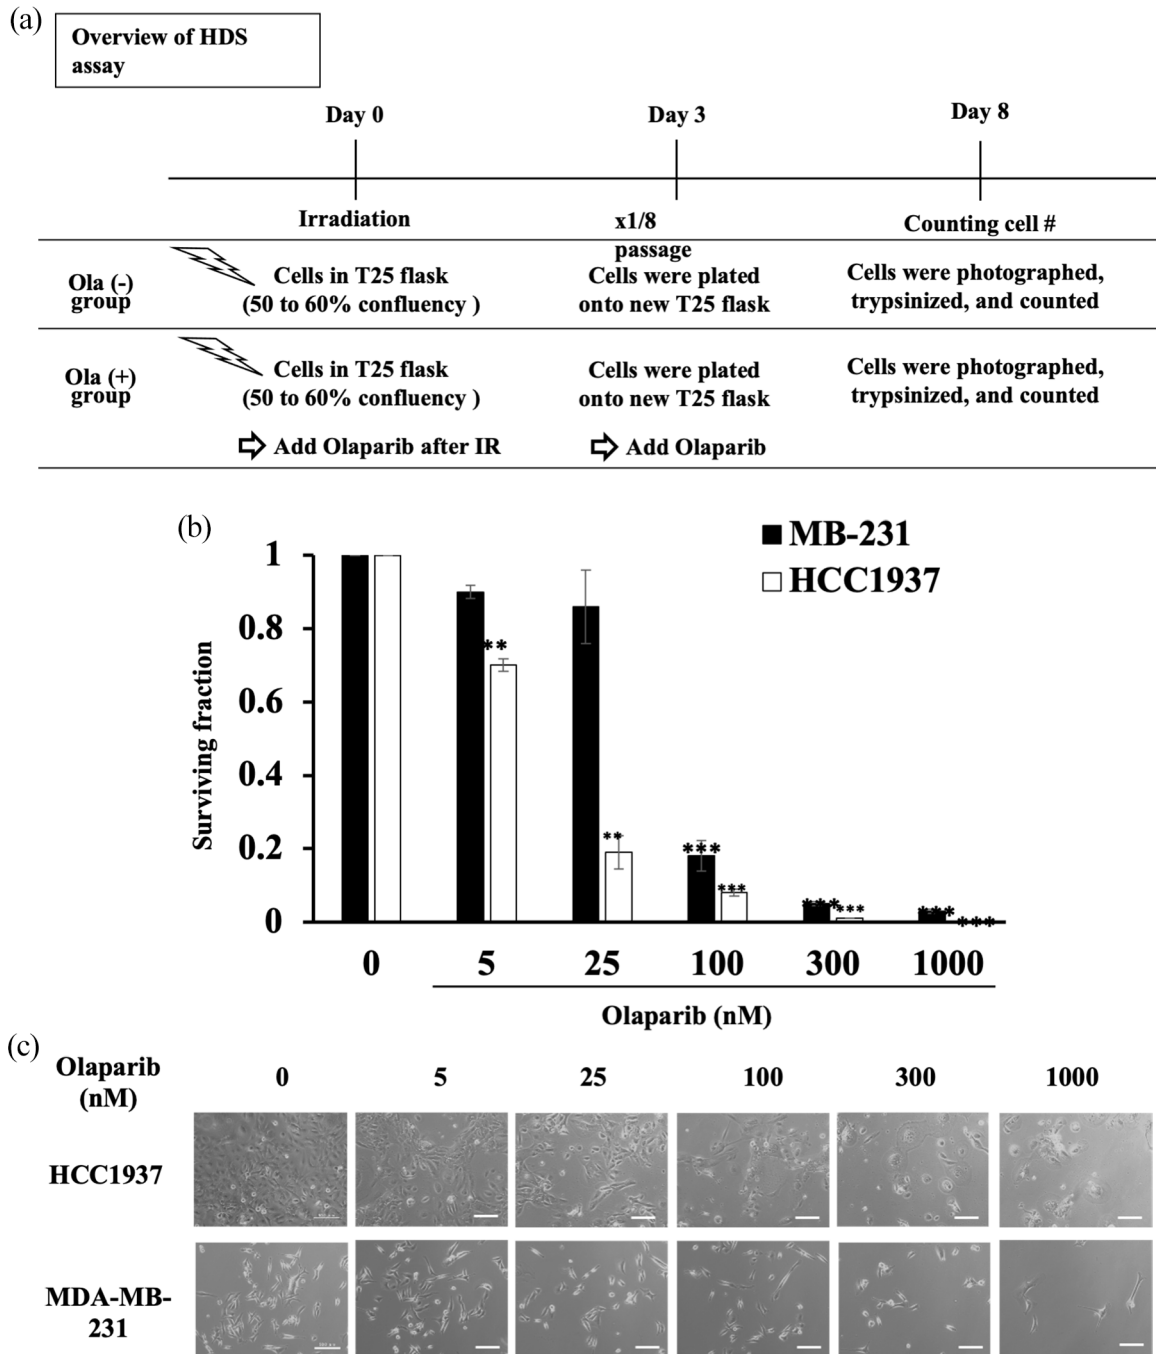 (a)
Overview of HDS
assay
Day 0
Day 3
Day 8
Irradiation
x1/8
passage
Counting cell #
Ola (-)
group
Cells in T25 flask
(50 to 60% confluency )
Cells were plated
onto new T25 flask
Cells were photographed,
trypsinized, and counted
Ola (+)
group
Cells in T25 flask
(50 to 60% confluency )
Cells were plated
onto new T25 flask
Cells were photographed,
trypsinized, and counted
Add Olaparib after IR
Add Olaparib
(b)
MB-231
HCC1937
Surviving fraction
1
0.8
0.6
0.4
0.2
0
**
**
***
***
***
***
***
***
0 5 25 100 300 1000
Olaparib (nM)
(c)
Olaparib
(nM)
0 5 25 100 300 1000
HCC1937
MDA-MB-
231